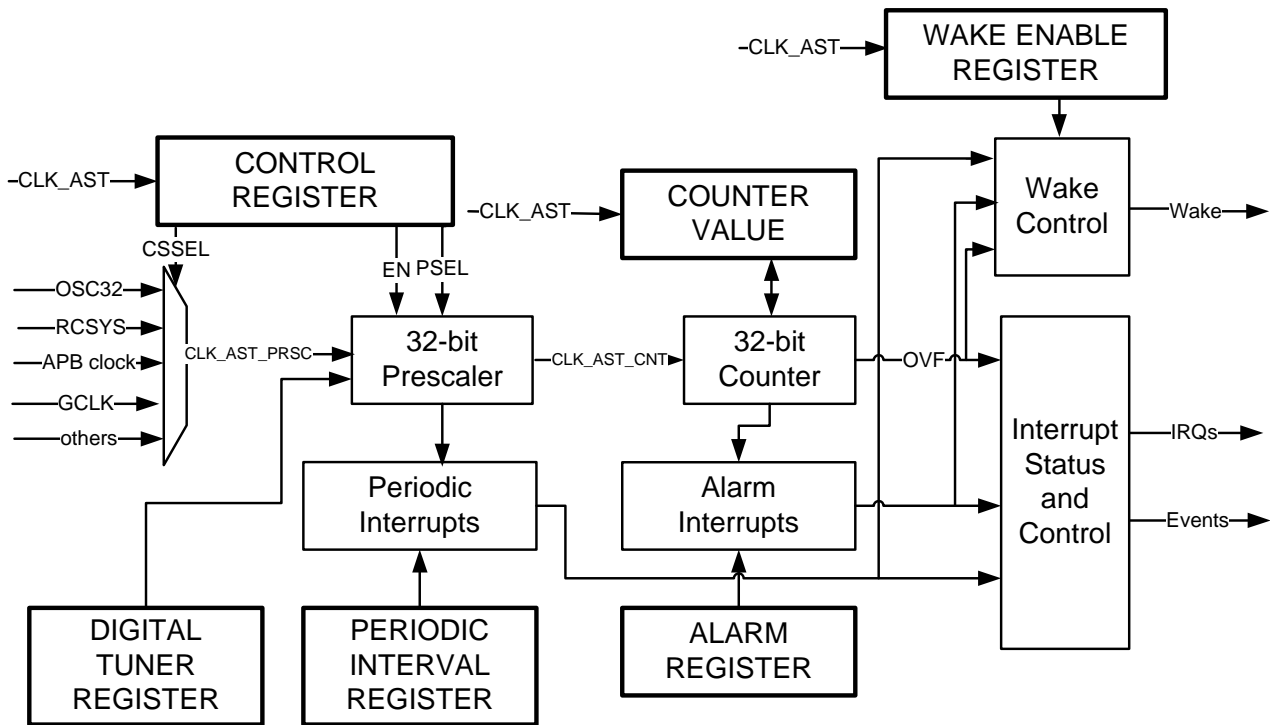 CLK_AST
WAKE ENABLE
REGISTER
CLK_AST
CONTROL
REGISTER
CLK_AST
COUNTER
VALUE
Wake
Control
Wake
CSSEL
EN
PSEL
OSC32
RCSYS
APB clock
GCLK
others
CLK_AST_PRSC
32-bit
Prescaler
CLK_AST_CNT
32-bit
Counter
OVF
Periodic
Interrupts
Alarm
Interrupts
Interrupt
Status
and
Control
IRQs
Events
DIGITAL
TUNER
REGISTER
PERIODIC
INTERVAL
REGISTER
ALARM
REGISTER